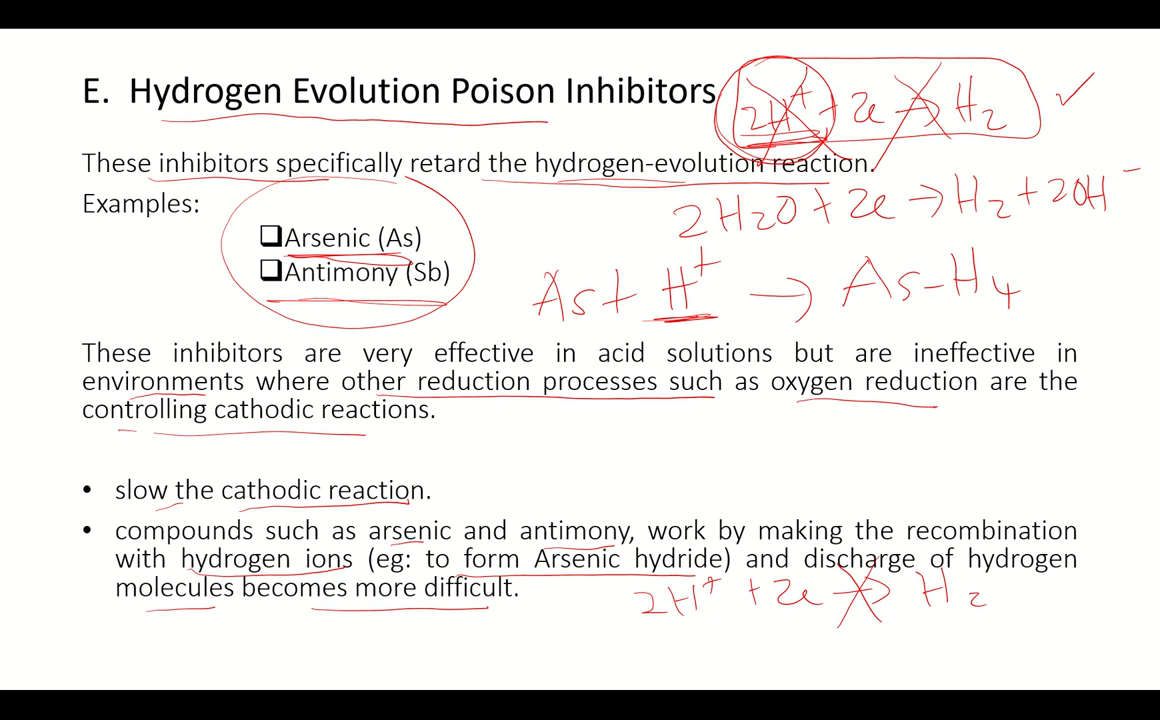 E. Hydrogen Evolution Poison Inhibitors
2H+ + 2e → H2 ✓
These inhibitors specifically retard the hydrogen-evolution reaction.
2H2O + 2e → H2 + 2OH-
Examples:
❑Arsenic (As)
❑Antimony (Sb)
As + H+ → As-H4
These inhibitors are very effective in acid solutions but are ineffective in
environments where other reduction processes such as oxygen reduction are the
controlling cathodic reactions.
• slow the cathodic reaction.
• compounds such as arsenic and antimony, work by making the recombination
with hydrogen ions (eg: to form Arsenic hydride) and discharge of hydrogen
molecules becomes more difficult.
2H+ + 2e → H2